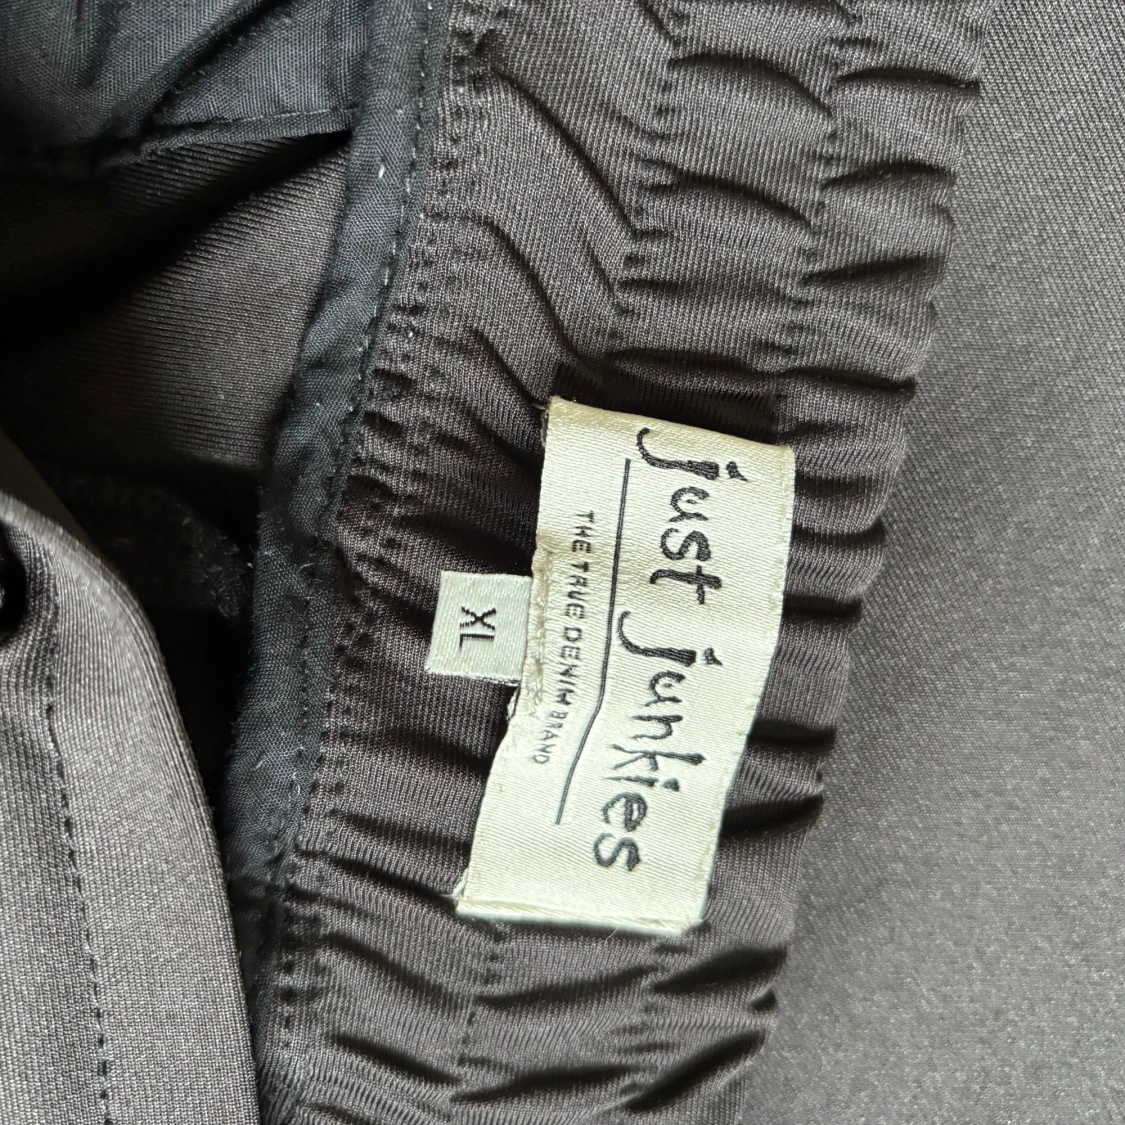 just junkies
THE TRUE DENIM BRAND
XL